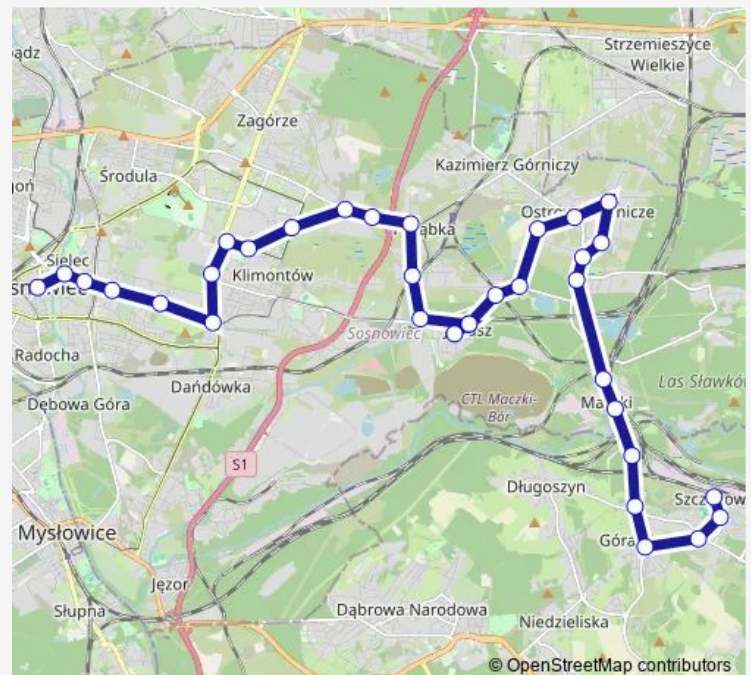 Strzemieszyce
Wielkie
Zagórze
Kazimierz Górniczy
Środula
Sielec
Klimontów
Sosnowiec
Radocha
Dańdówka
Dębowa Góra
CTL Maczki-
Bór
Las Sławków
S1
Długoszyn
Mysłowice
Góra
Jęzor
Słupna
Dąbrowa Narodowa
Niedzieliska
© OpenStreetMap contributors